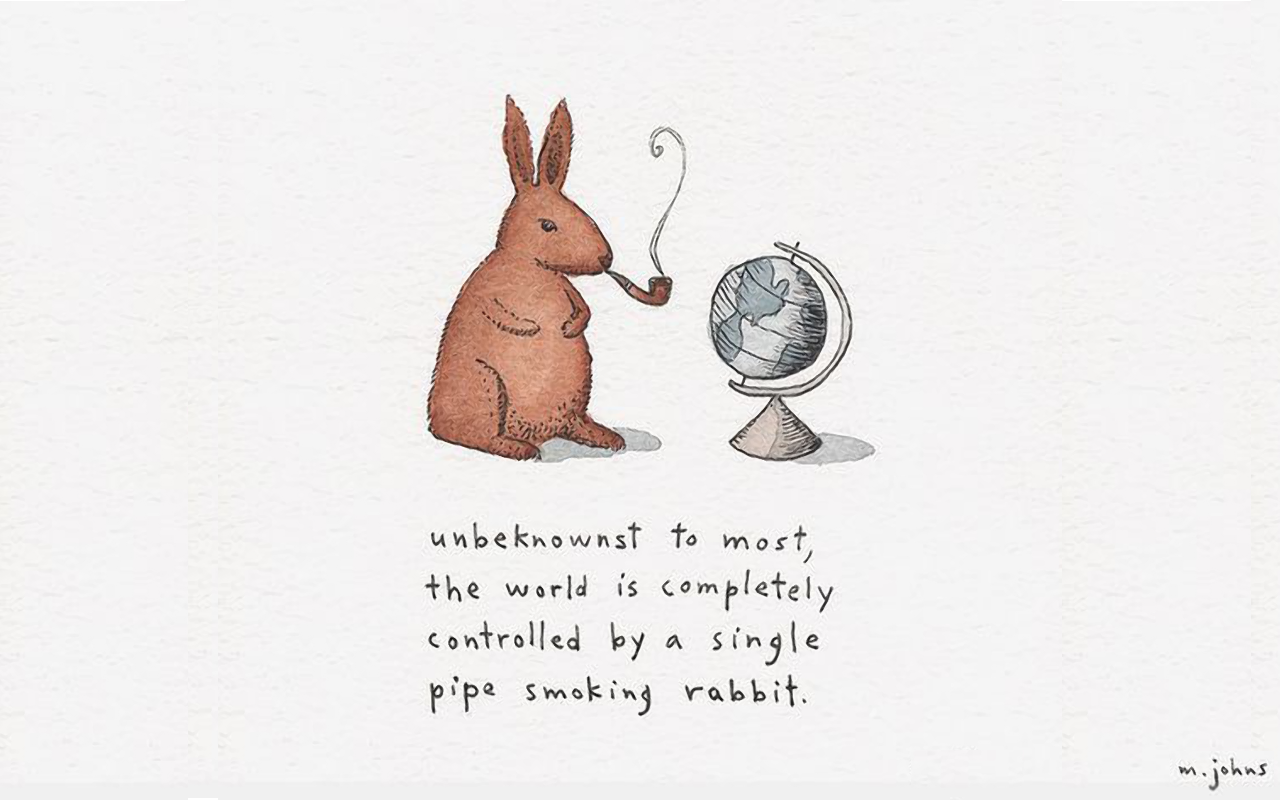 unbeknownst to most,
the world is completely
controlled by a single
pipe smoking rabbit.
m.johns